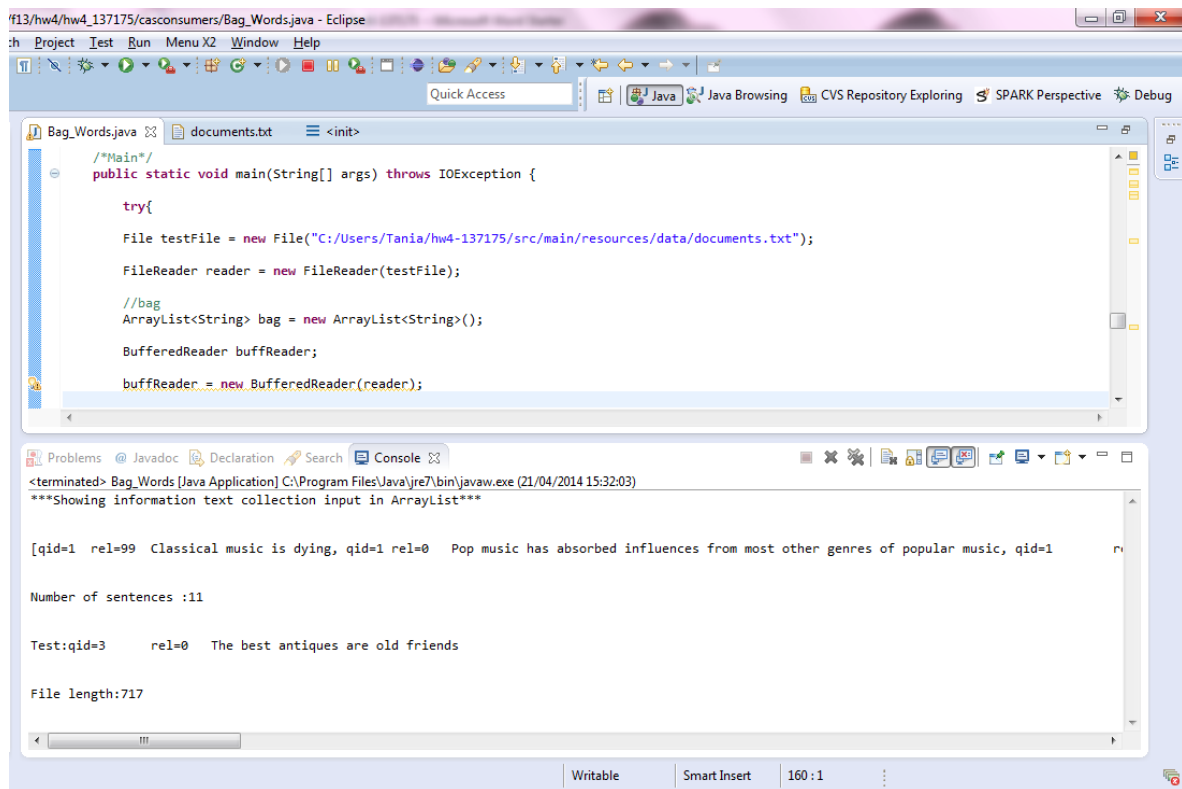 /f13/hw4/hw4_137175/casconsumers/Bag_Words.java - Eclipse
ch Project Test Run Menu X2 Window Help
Quick Access Java Java Browsing CVS Repository Exploring SPARK Perspective Debug
Bag_Words.java documents.txt <init>
/*Main*/
public static void main(String[] args) throws IOException {
try{
File testFile = new File("C:/Users/Tania/hw4-137175/src/main/resources/data/documents.txt");
FileReader reader = new FileReader(testFile);
//bag
ArrayList<String> bag = new ArrayList<String>();
BufferedReader buffReader;
buffReader = new BufferedReader(reader);
Problems @ Javadoc Declaration Search Console
<terminated> Bag_Words [Java Application] C:\Program Files\Java\jre7\bin\javaw.exe (21/04/2014 15:32:03)
***Showing information text collection input in ArrayList***
[qid=1 rel=99 Classical music is dying, qid=1 rel=0 Pop music has absorbed influences from most other genres of popular music, qid=1
Number of sentences :11
Test:qid=3 rel=0 The best antiques are old friends
File length:717
Writable Smart Insert 160 : 1